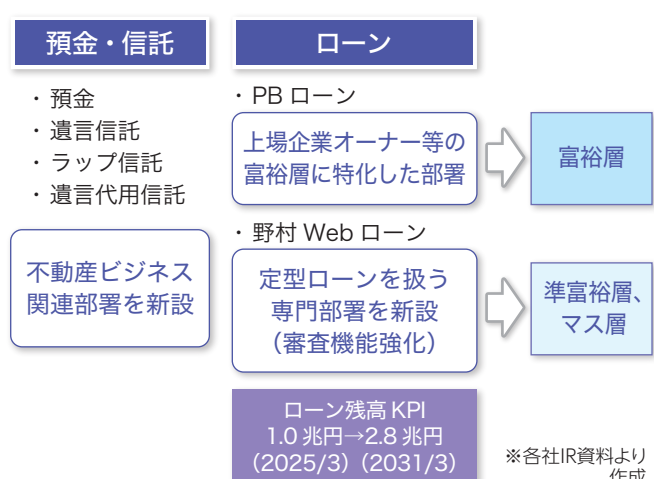 預金・信託
・預金
・遺言信託
・ラップ信託
・遺言代用信託
不動産ビジネス
関連部署を新設
ローン
・PB ローン
上場企業オーナー等の
富裕層に特化した部署
富裕層
・野村 Web ローン
定型ローンを扱う
専門部署を新設
（審査機能強化）
準富裕層、
マス層
ローン残高 KPI
1.0 兆円→2.8 兆円
（2025/3）（2031/3）
※各社IR資料より
作成